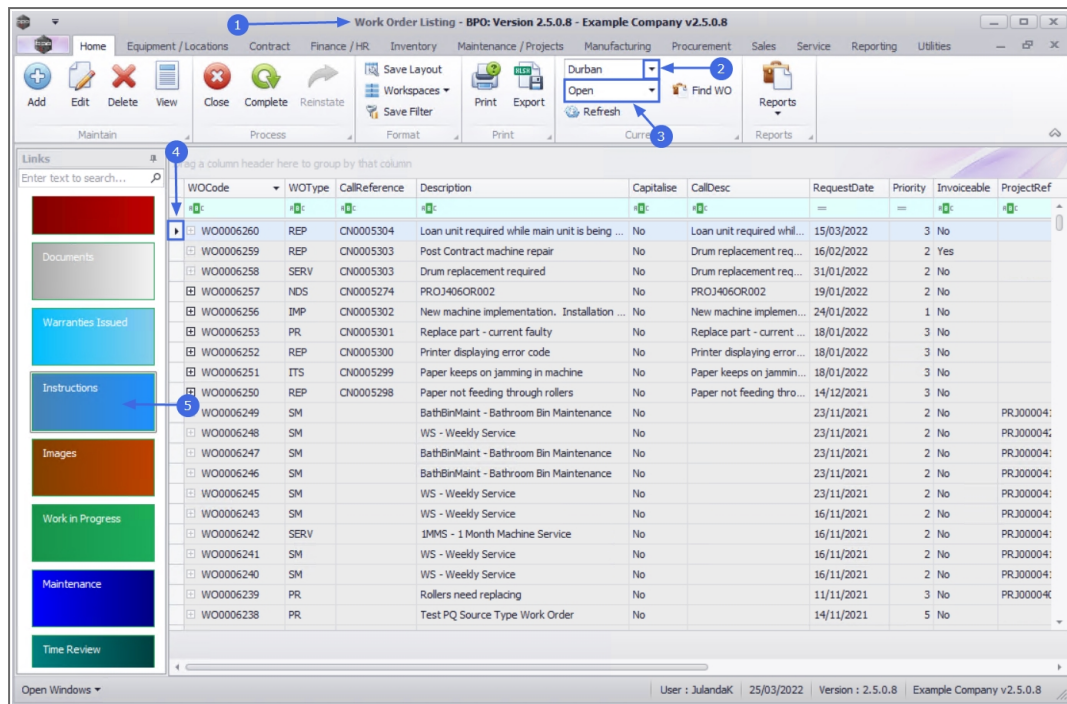 1
Work Order Listing - BPO: Version 2.5.0.8 - Example Company v2.5.0.8
Home Equipment / Locations Contract Finance / HR Inventory Maintenance / Projects Manufacturing Procurement Sales Service Reporting Utilities
Add Edit Delete View
Maintain
Close Complete Reinstate
Process
Save Layout
Workspaces
Save Filter
Format
Print Export
Print
Durban 2
Open Find WO
Refresh 3
Reports
Reports
Links 4
Enter text to search...
Documents
Warranties Issued
Instructions
5
Images
Work in Progress
Maintenance
Time Review
ag a column header here to group by that column
WOCode WOType CallReference Description Capitalise CallDesc RequestDate Priority Invoiceable ProjectRef
WO0006260 REP CN0005304 Loan unit required while main unit is being ... No Loan unit required whil... 15/03/2022 3 No
WO0006259 REP CN0005303 Post Contract machine repair No Drum replacement req... 16/02/2022 2 Yes
WO0006258 SERV CN0005303 Drum replacement required No Drum replacement req... 31/01/2022 2 No
WO0006257 NDS CN0005274 PROJ406OR002 No PROJ406OR002 19/01/2022 2 No
WO0006256 IMP CN0005302 New machine implementation. Installation ... No New machine implemen... 24/01/2022 1 No
WO0006253 PR CN0005301 Replace part - current faulty No Replace part - current ... 18/01/2022 3 No
WO0006252 REP CN0005300 Printer displaying error code No Printer displaying error... 18/01/2022 3 No
WO0006251 ITS CN0005299 Paper keeps on jamming in machine No Paper keeps on jammin... 18/01/2022 3 No
WO0006250 REP CN0005298 Paper not feeding through rollers No Paper not feeding thro... 14/12/2021 3 No
WO0006249 SM BathBinMaint - Bathroom Bin Maintenance No 23/11/2021 2 No PRJ000041
WO0006248 SM WS - Weekly Service No 23/11/2021 2 No PRJ000042
WO0006247 SM BathBinMaint - Bathroom Bin Maintenance No 23/11/2021 2 No PRJ000041
WO0006246 SM BathBinMaint - Bathroom Bin Maintenance No 23/11/2021 2 No PRJ000041
WO0006245 SM WS - Weekly Service No 23/11/2021 2 No PRJ000041
WO0006243 SM WS - Weekly Service No 16/11/2021 2 No PRJ000041
WO0006242 SERV 1MMS - 1 Month Machine Service No 16/11/2021 2 No PRJ000041
WO0006241 SM WS - Weekly Service No 16/11/2021 2 No PRJ000041
WO0006240 SM WS - Weekly Service No 16/11/2021 2 No PRJ000041
WO0006239 PR Rollers need replacing No 11/11/2021 3 No
WO0006238 PR Test PQ Source Type Work Order No 14/11/2021 5 No
Open Windows User : JulandaK 25/03/2022 Version : 2.5.0.8 Example Company v2.5.0.8